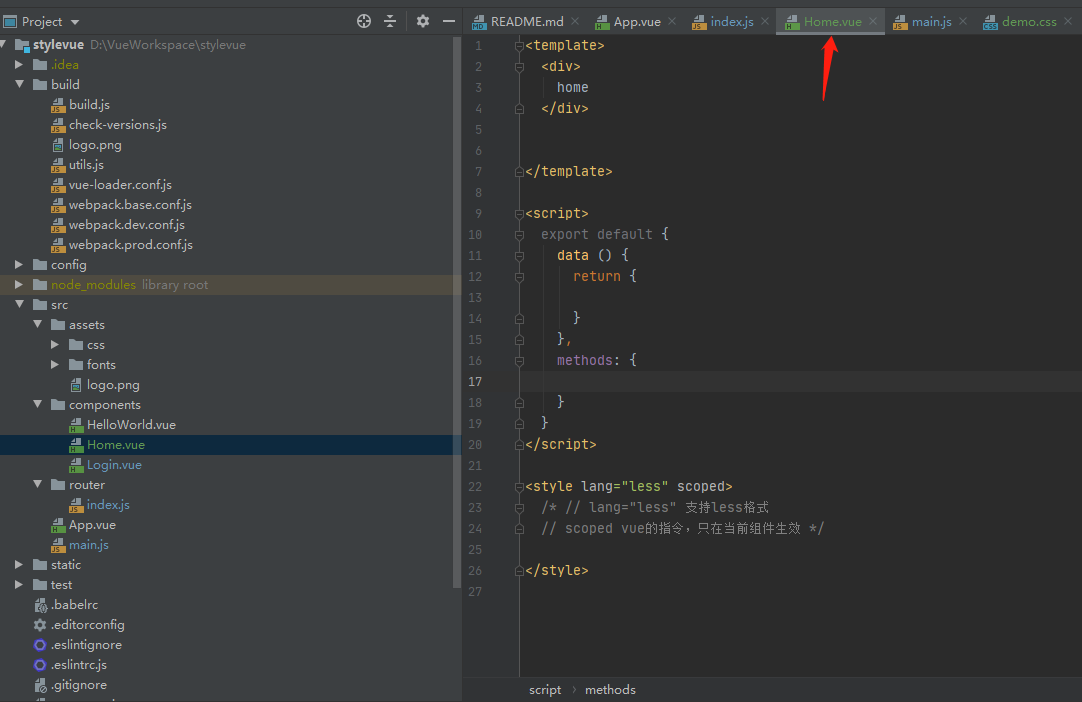 Project
stylevue D:\VueWorkspace\stylevue
.idea
build
build.js
check-versions.js
logo.png
utils.js
vue-loader.conf.js
webpack.base.conf.js
webpack.dev.conf.js
webpack.prod.conf.js
config
node_modules library root
src
assets
css
fonts
logo.png
components
HelloWorld.vue
Home.vue
Login.vue
router
index.js
App.vue
main.js
static
test
.babelrc
.editorconfig
.eslintignore
.eslintrc.js
.gitignore
README.md App.vue index.js Home.vue main.js demo.css
1 <template>
2 <div>
3 home
4 </div>
5
6
7 </template>
8
9 <script>
10 export default {
11 data () {
12 return {
13
14 }
15 },
16 methods: {
17
18 }
19 }
20 </script>
21
22 <style lang="less" scoped>
23 /* // lang="less" 支持less格式
24 // scoped vue的指令，只在当前组件生效 */
25
26 </style>
27
script › methods